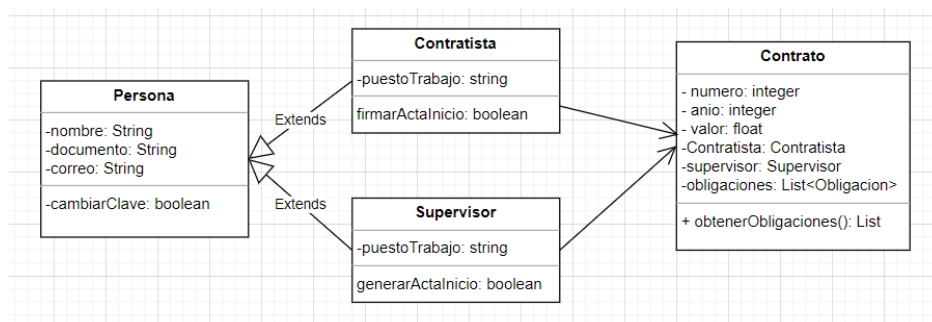 Persona
-nombre: String
-documento: String
-correo: String
-cambiarClave: boolean
Extends
Extends
Contratista
-puestoTrabajo: string
firmarActaInicio: boolean
Supervisor
-puestoTrabajo: string
generarActaInicio: boolean
Contrato
- numero: integer
- anio: integer
- valor: float
-Contratista: Contratista
-supervisor: Supervisor
-obligaciones: List<Obligacion>
+ obtenerObligaciones(): List